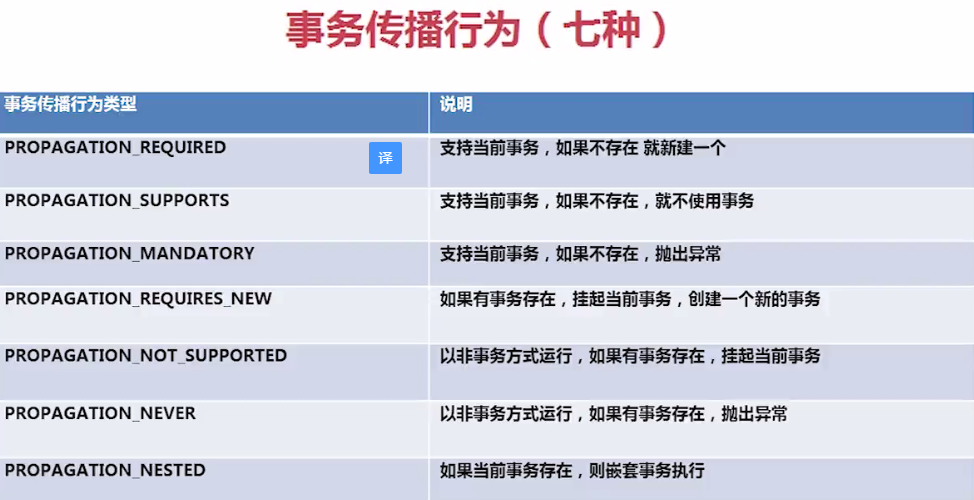 事务传播行为（七种）
事务传播行为类型 说明
PROPAGATION_REQUIRED 支持当前事务，如果不存在 就新建一个
译
PROPAGATION_SUPPORTS 支持当前事务，如果不存在，就不使用事务
PROPAGATION_MANDATORY 支持当前事务，如果不存在，抛出异常
PROPAGATION_REQUIRES_NEW 如果有事务存在，挂起当前事务，创建一个新的事务
PROPAGATION_NOT_SUPPORTED 以非事务方式运行，如果有事务存在，挂起当前事务
PROPAGATION_NEVER 以非事务方式运行，如果有事务存在，抛出异常
PROPAGATION_NESTED 如果当前事务存在，则嵌套事务执行